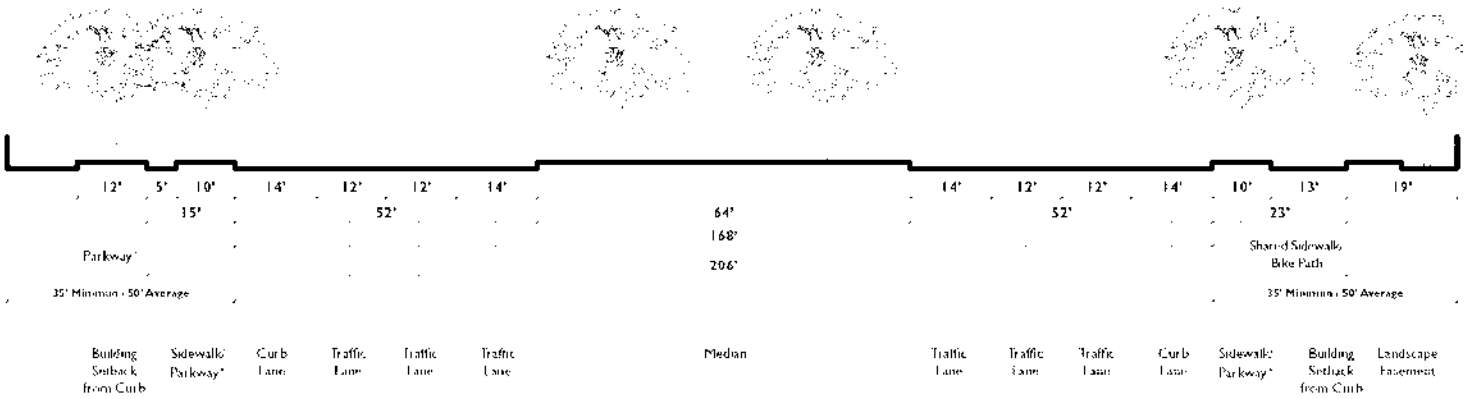 12' 5' 10' 14' 12' 12' 14' 14' 12' 12' 14' 10' 13' 19'
15' 52' 64' 52' 23'
168'
206'
Parkway*
Shared Sidewalk/
Bike Path
35' Minimum - 50' Average
35' Minimum - 50' Average
Building
Setback
from Curb
Sidewalk/
Parkway*
Curb
Lane
Traffic
Lane
Traffic
Lane
Traffic
Lane
Median
Traffic
Lane
Traffic
Lane
Traffic
Lane
Curb
Lane
Sidewalk/
Parkway*
Building
Setback
from Curb
Landscape
Easement